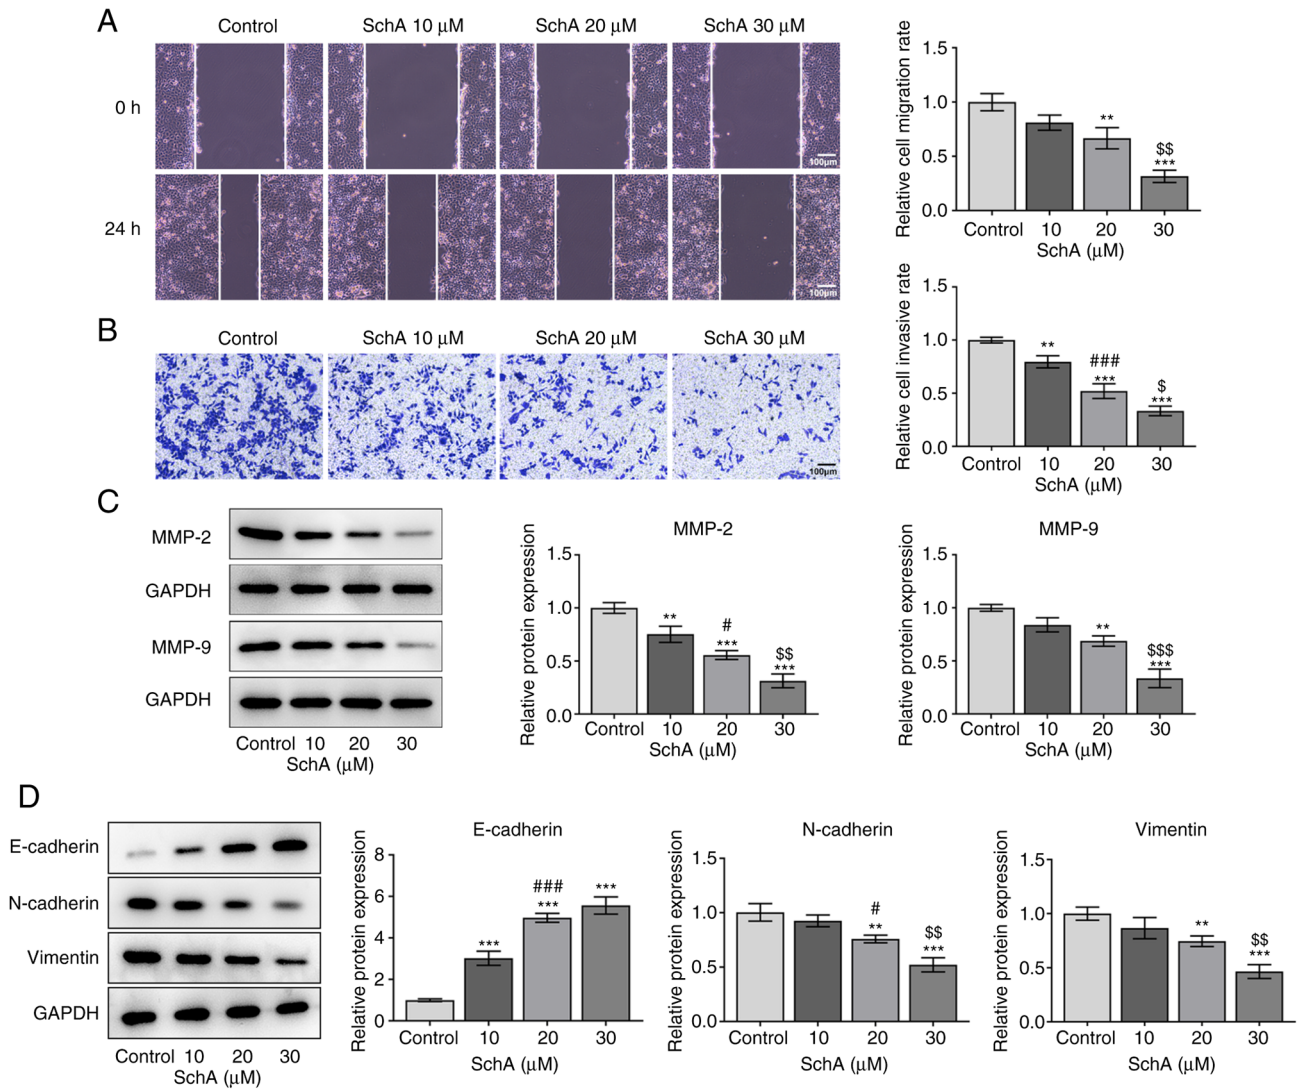 A
Control SchA 10 μM SchA 20 μM SchA 30 μM
0 h
100μm
24 h
100μm
Relative cell migration rate
1.5
1.0
0.5
0.0
**
$$
***
Control 10 20 30
SchA (μM)
B
Control SchA 10 μM SchA 20 μM SchA 30 μM
100μm
Relative cell invasive rate
1.5
1.0
0.5
0.0
**
###
***
$
***
Control 10 20 30
SchA (μM)
C
MMP-2
GAPDH
MMP-9
GAPDH
Control 10 20 30
SchA (μM)
MMP-2
Relative protein expression
1.5
1.0
0.5
0.0
**
#
***
$$
***
Control 10 20 30
SchA (μM)
MMP-9
Relative protein expression
1.5
1.0
0.5
0.0
**
$$$
***
Control 10 20 30
SchA (μM)
D
E-cadherin
N-cadherin
Vimentin
GAPDH
Control 10 20 30
SchA (μM)
E-cadherin
Relative protein expression
8
6
4
2
0
***
###
***
***
Control 10 20 30
SchA (μM)
N-cadherin
Relative protein expression
1.5
1.0
0.5
0.0
#
**
$$
***
Control 10 20 30
SchA (μM)
Vimentin
Relative protein expression
1.5
1.0
0.5
0.0
**
$$
***
Control 10 20 30
SchA (μM)